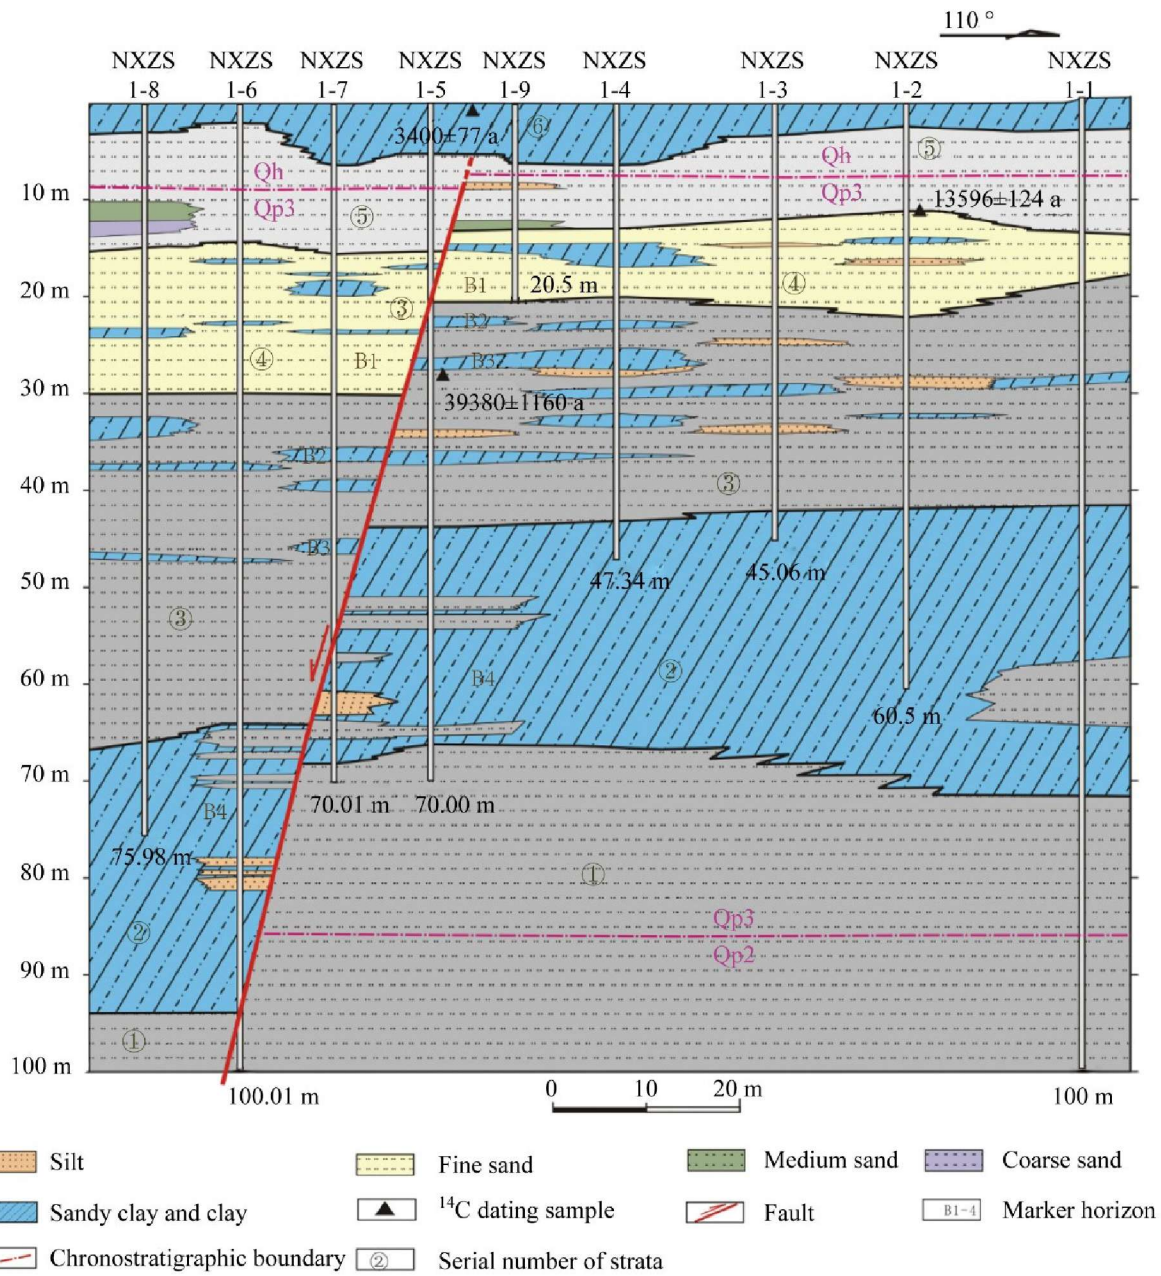 110 °
NXZS NXZS NXZS NXZS NXZS NXZS NXZS NXZS NXZS
1-8 1-6 1-7 1-5 1-9 1-4 1-3 1-2 1-1
⑥
3400±77 a
⑤
Qh Qh
10 m
Qp3 Qp3
13596±124 a
⑤
20 m
B1 20.5 m ④
③
B2
④ B1 B3
30 m
39380±1160 a
B2
40 m
③
B3
50 m
47.34 m 45.06 m
③
60 m
B4 ②
60.5 m
70 m
70.01 m 70.00 m
B4
75.98 m
80 m
①
Qp3
②
Qp2
90 m
①
100 m
100.01 m
0 10 20 m
100 m
Silt Fine sand Medium sand Coarse sand
Sandy clay and clay ¹⁴C dating sample Fault B1-4 Marker horizon
Chronostratigraphic boundary ② Serial number of strata